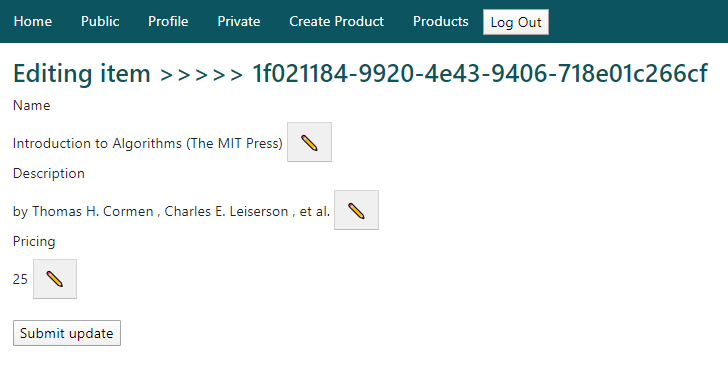 Home Public Profile Private Create Product Products Log Out
Editing item >>>>> 1f021184-9920-4e43-9406-718e01c266cf
Name
Introduction to Algorithms (The MIT Press)
Description
by Thomas H. Cormen , Charles E. Leiserson , et al.
Pricing
25
Submit update